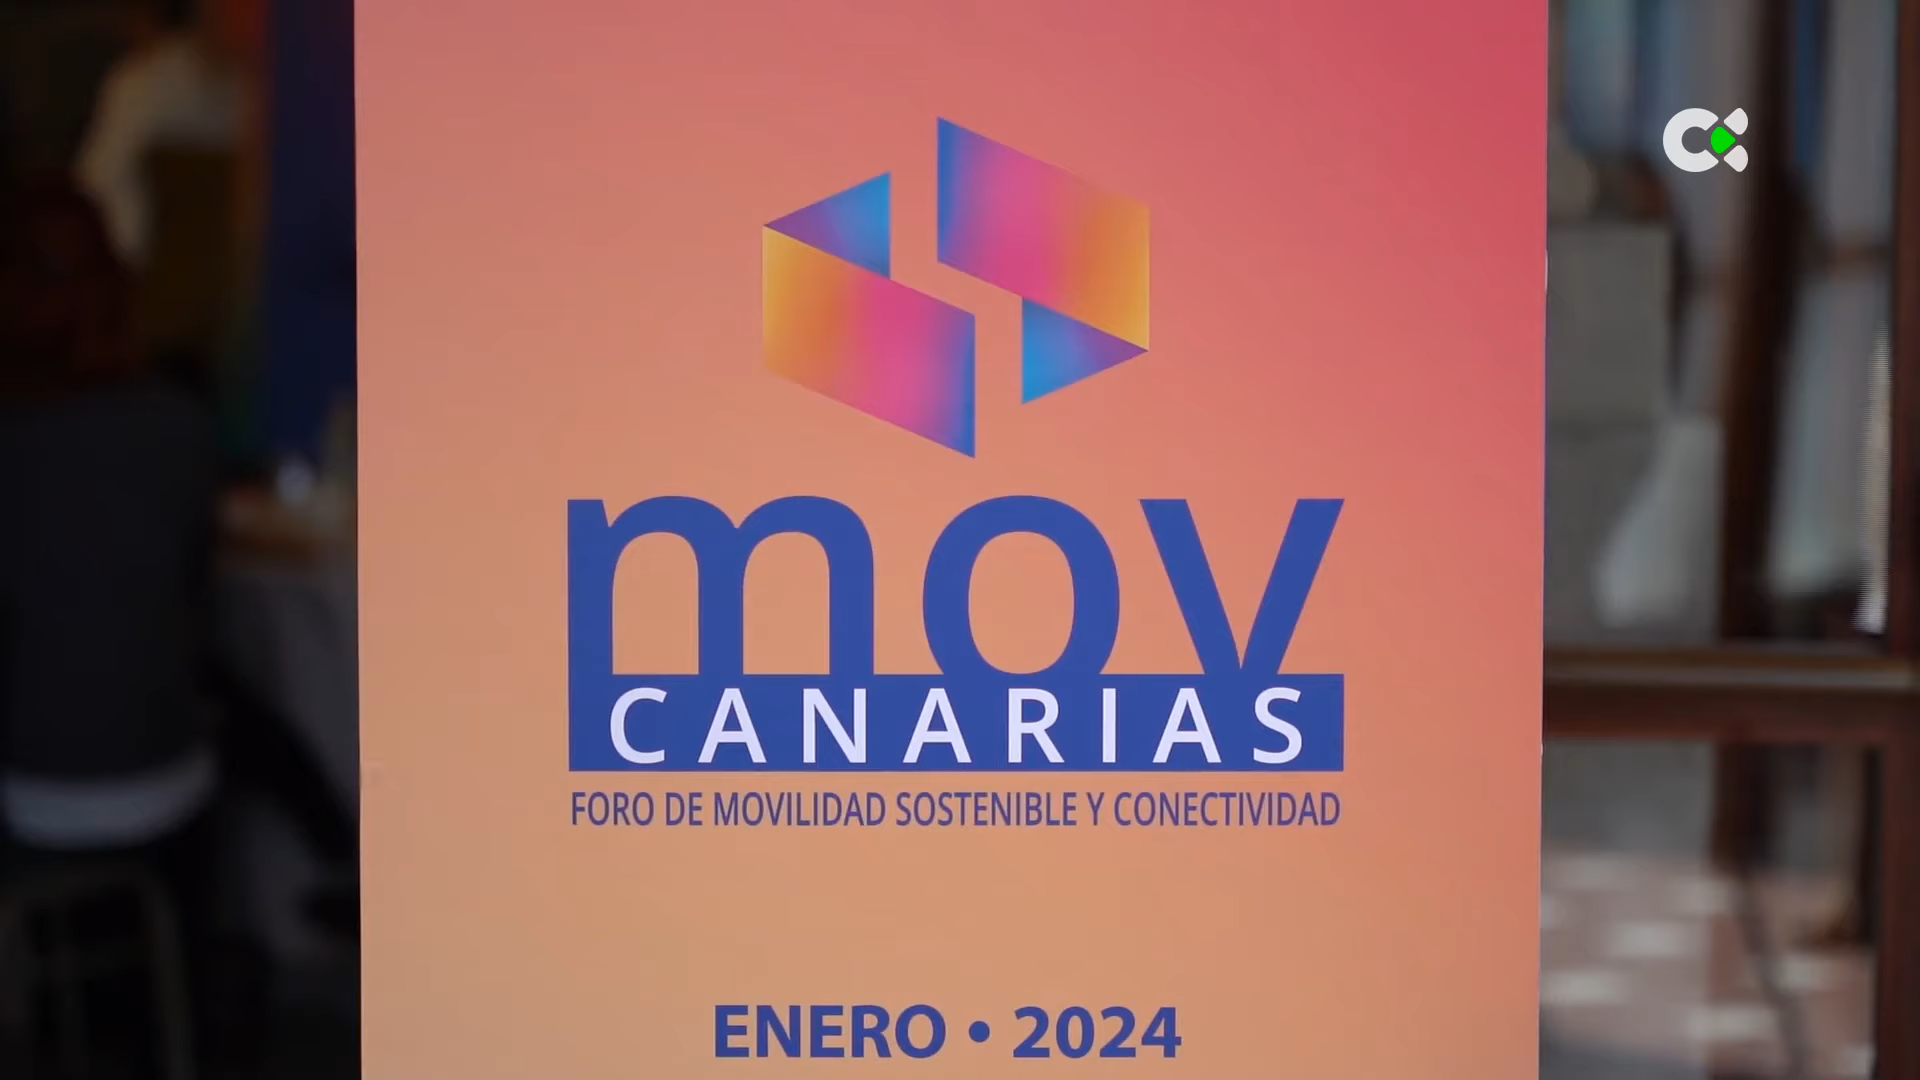 mov
CANARIAS
FORO DE MOVILIDAD SOSTENIBLE Y CONECTIVIDAD
ENERO • 2024